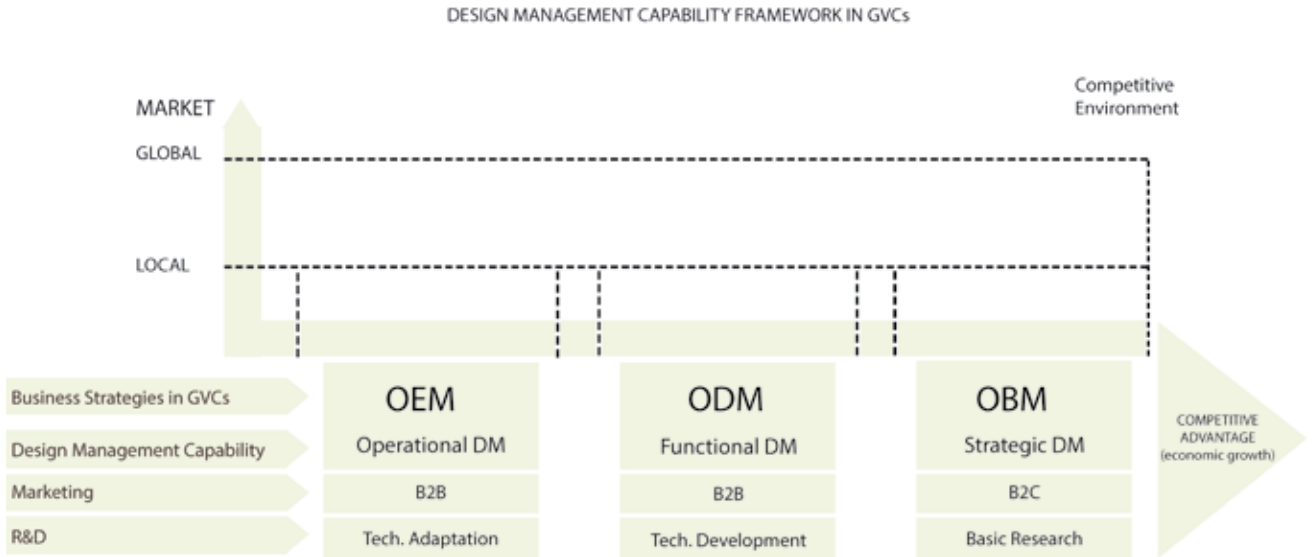 DESIGN MANAGEMENT CAPABILITY FRAMEWORK IN GVCs
Competitive
Environment
MARKET
GLOBAL
LOCAL
Business Strategies in GVCs
OEM
ODM
OBM
Design Management Capability
Operational DM
Functional DM
Strategic DM
COMPETITIVE
ADVANTAGE
(economic growth)
Marketing
B2B
B2B
B2C
R&D
Tech. Adaptation
Tech. Development
Basic Research